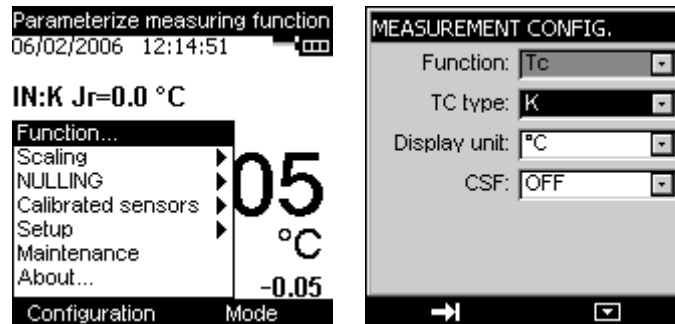 Parameterize measuring function
06/02/2006 12:14:51
IN:K Jr=0.0 °C
Function...
Scaling
NULLING
Calibrated sensors
Setup
Maintenance
About...
05
°C
-0.05
Configuration Mode
MEASUREMENT CONFIG.
Function: Tc
TC type: K
Display unit: °C
CSF: OFF